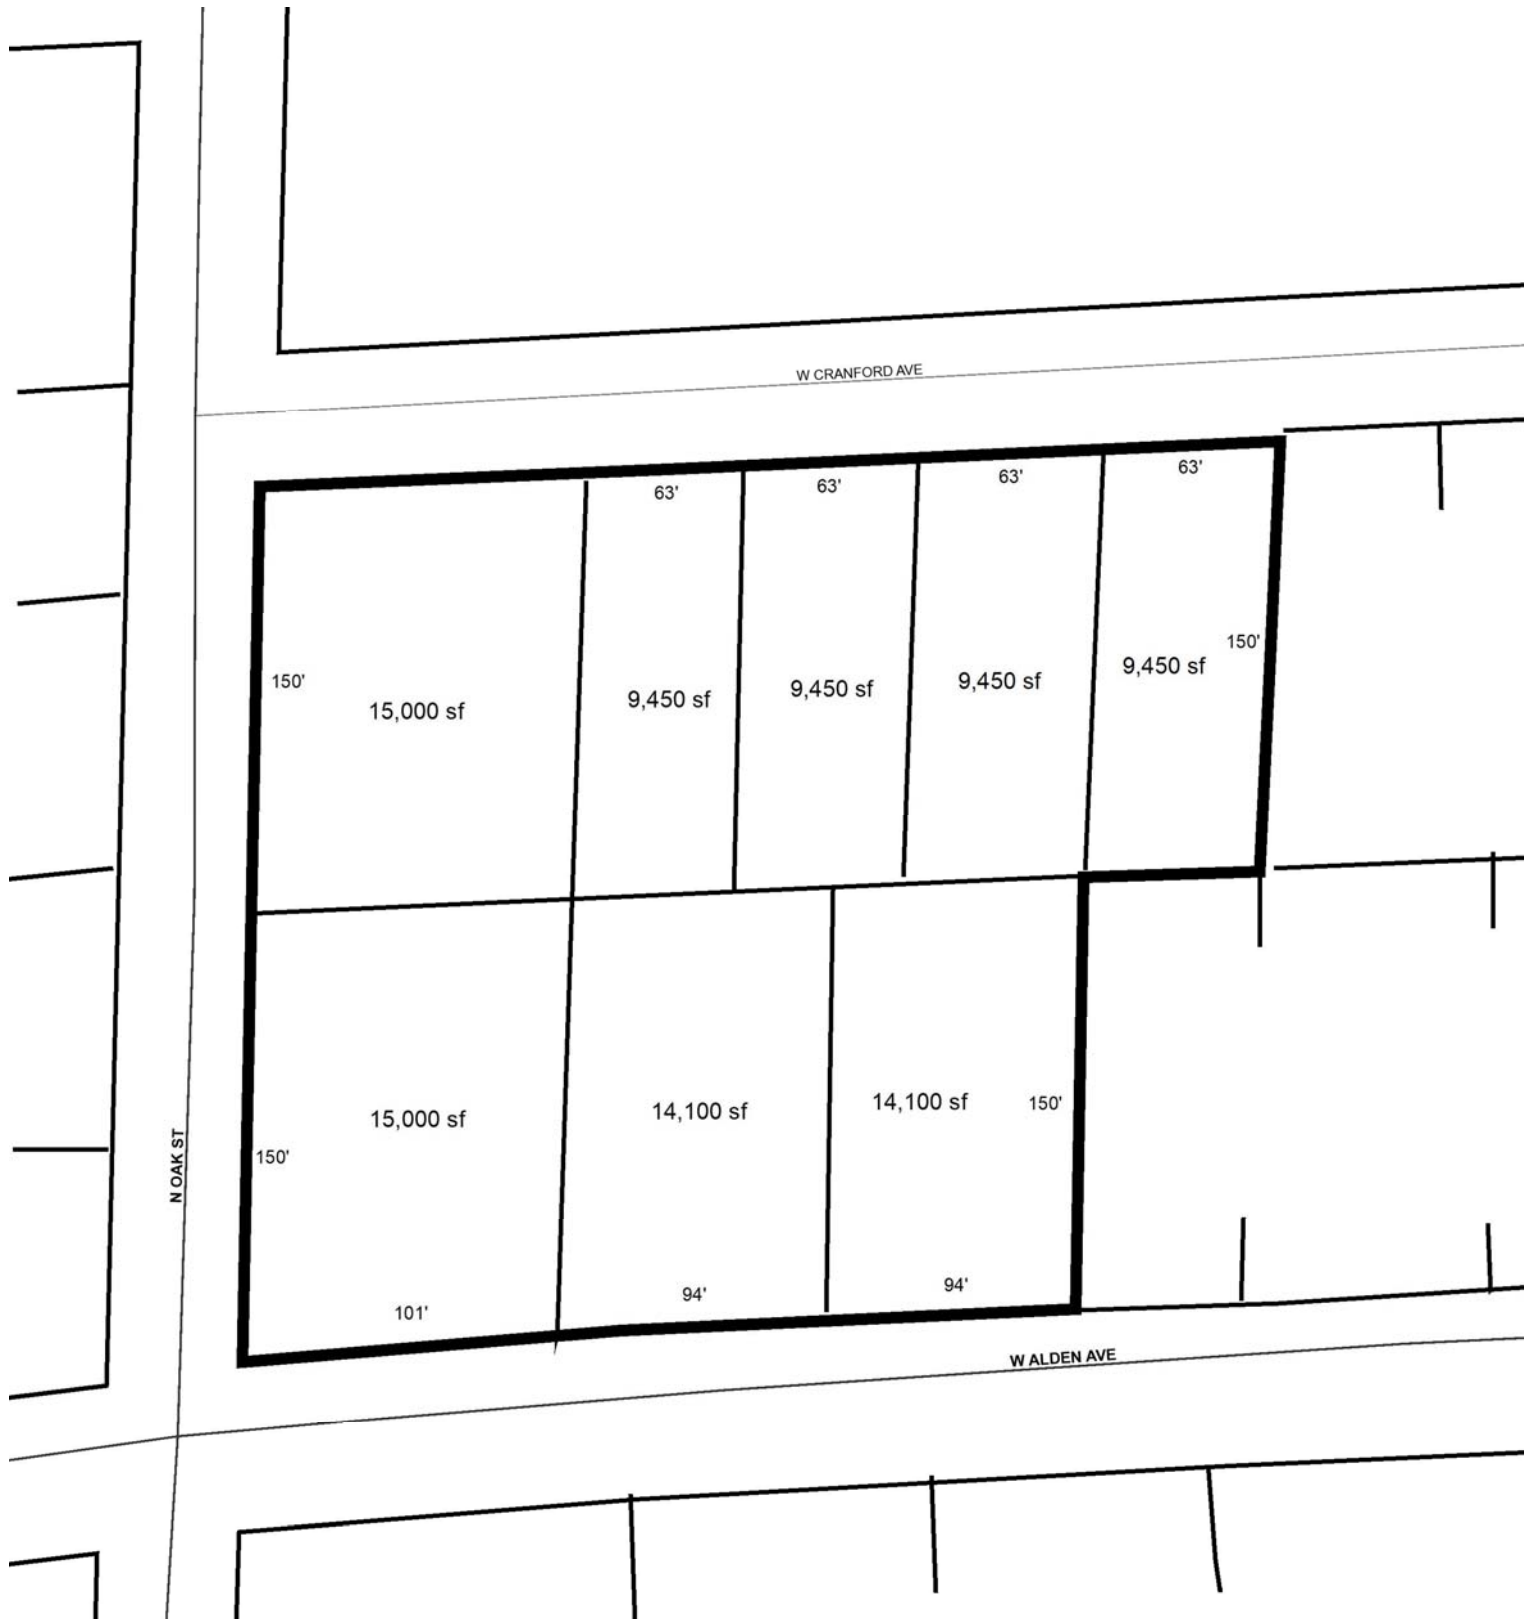 W CRANFORD AVE
63'
63'
63'
63'
150'
15,000 sf
9,450 sf
9,450 sf
9,450 sf
9,450 sf
150'
N OAK ST
150'
15,000 sf
14,100 sf
14,100 sf
150'
101'
94'
94'
W ALDEN AVE